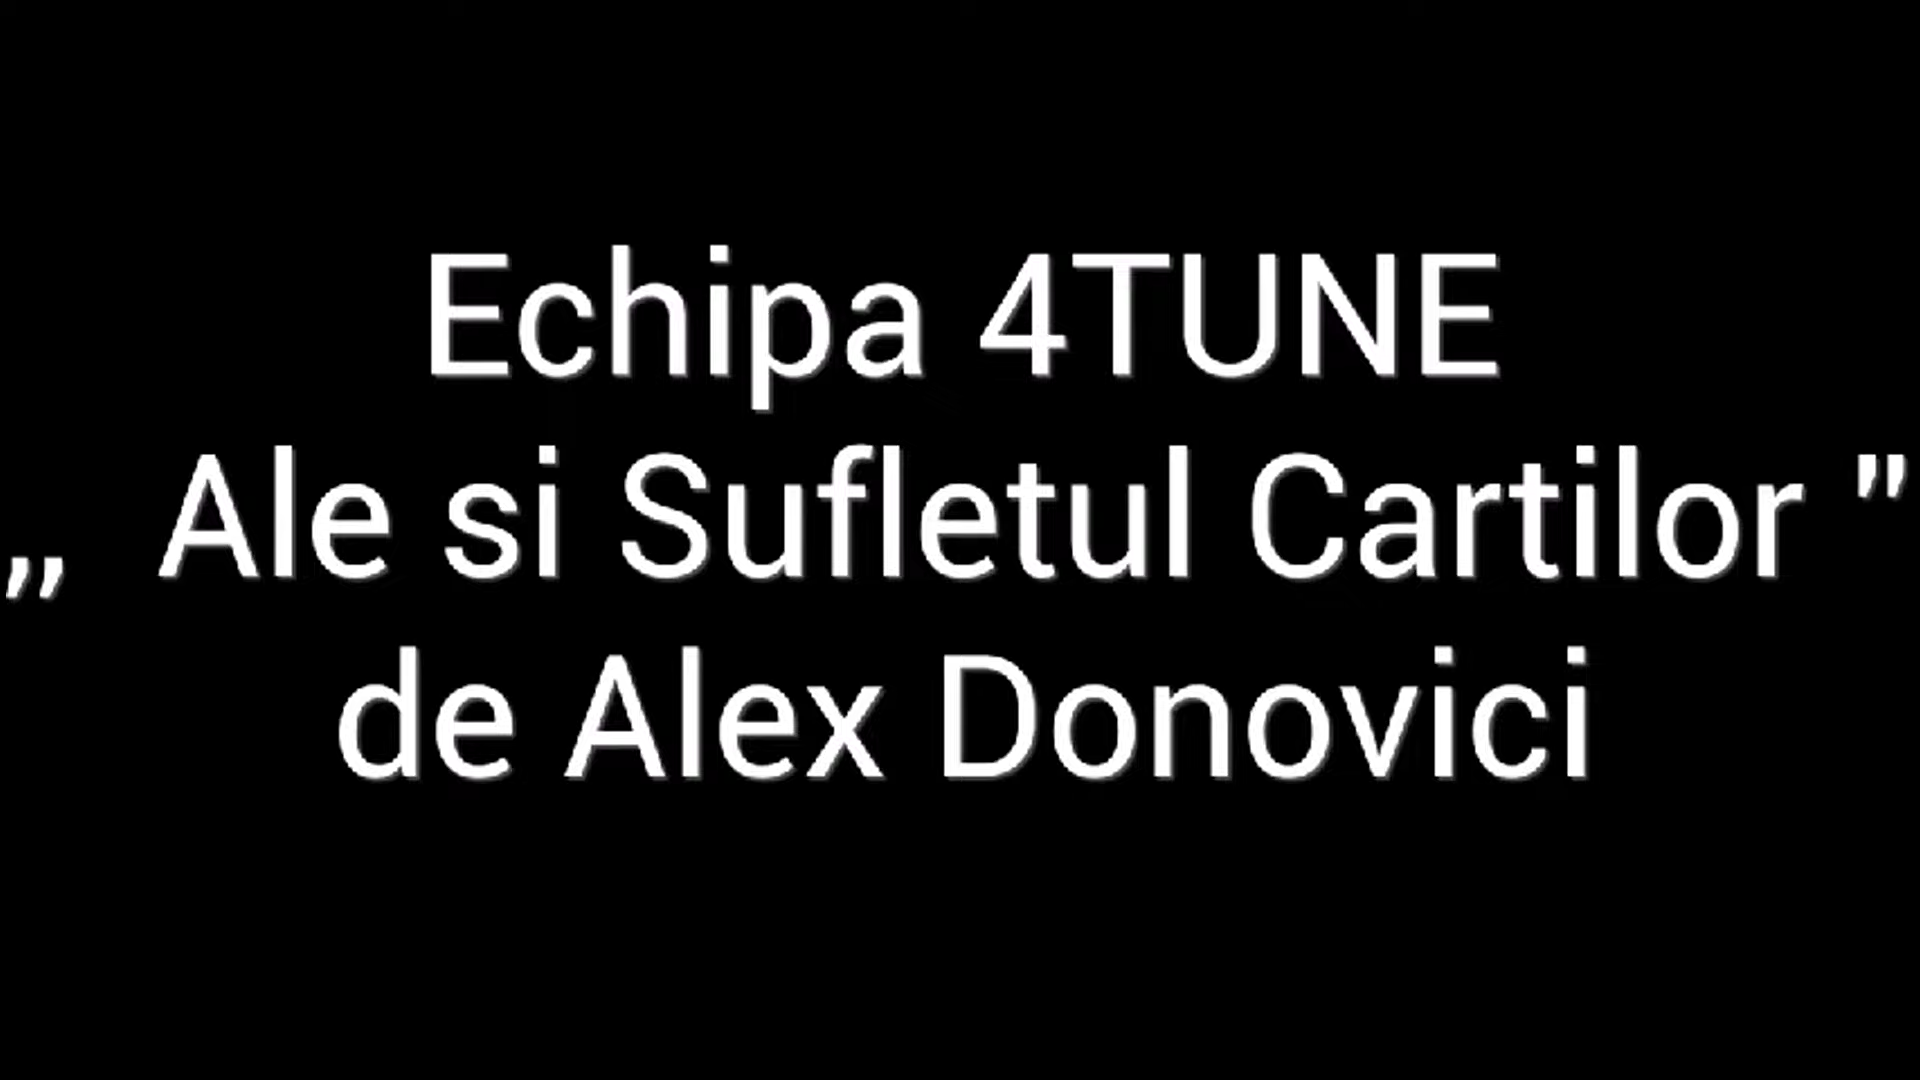 Echipa 4TUNE
„ Ale si Sufletul Cartilor ”
de Alex Donovici